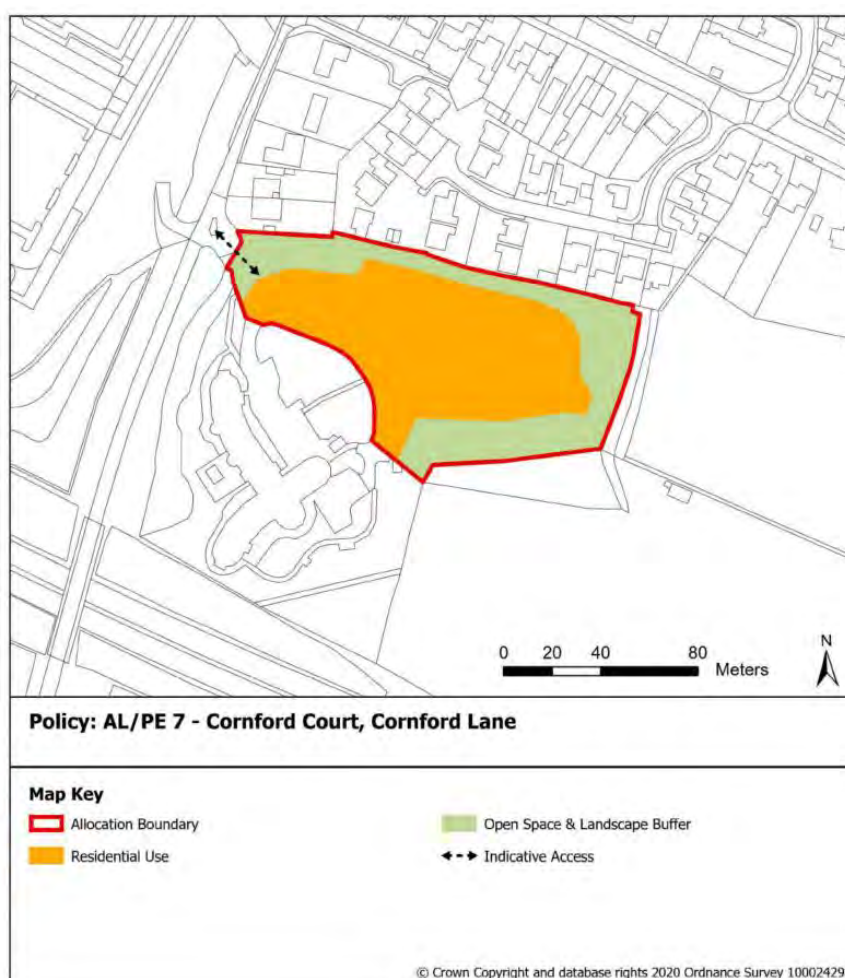 N
0 20 40 80
Meters
Policy: AL/PE 7 - Cornford Court, Cornford Lane
Map Key
Allocation Boundary
Open Space & Landscape Buffer
Residential Use
Indicative Access
© Crown Copyright and database rights 2020 Ordnance Survey 10002429